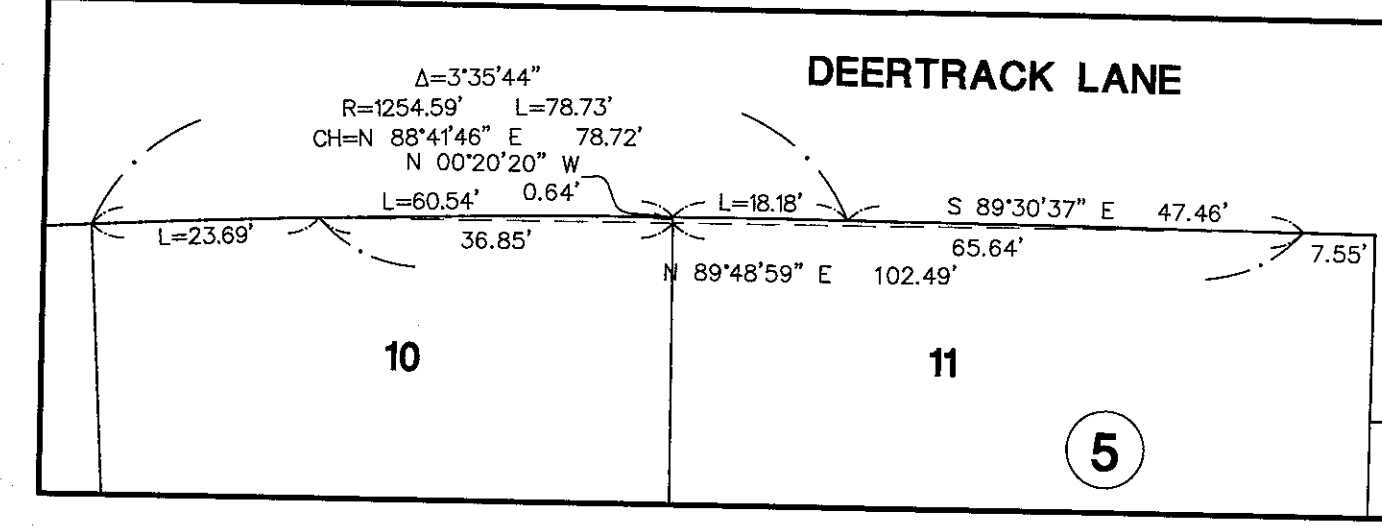 DEERTRACK LANE
Δ=3°35'44"
R=1254.59' L=78.73'
CH=N 88°41'46" E 78.72'
N 00°20'20" W
0.64'
L=60.54'
L=18.18'
S 89°30'37" E 47.46'
L=23.69'
36.85'
65.64'
7.55'
N 89°48'59" E 102.49'
10
11
5